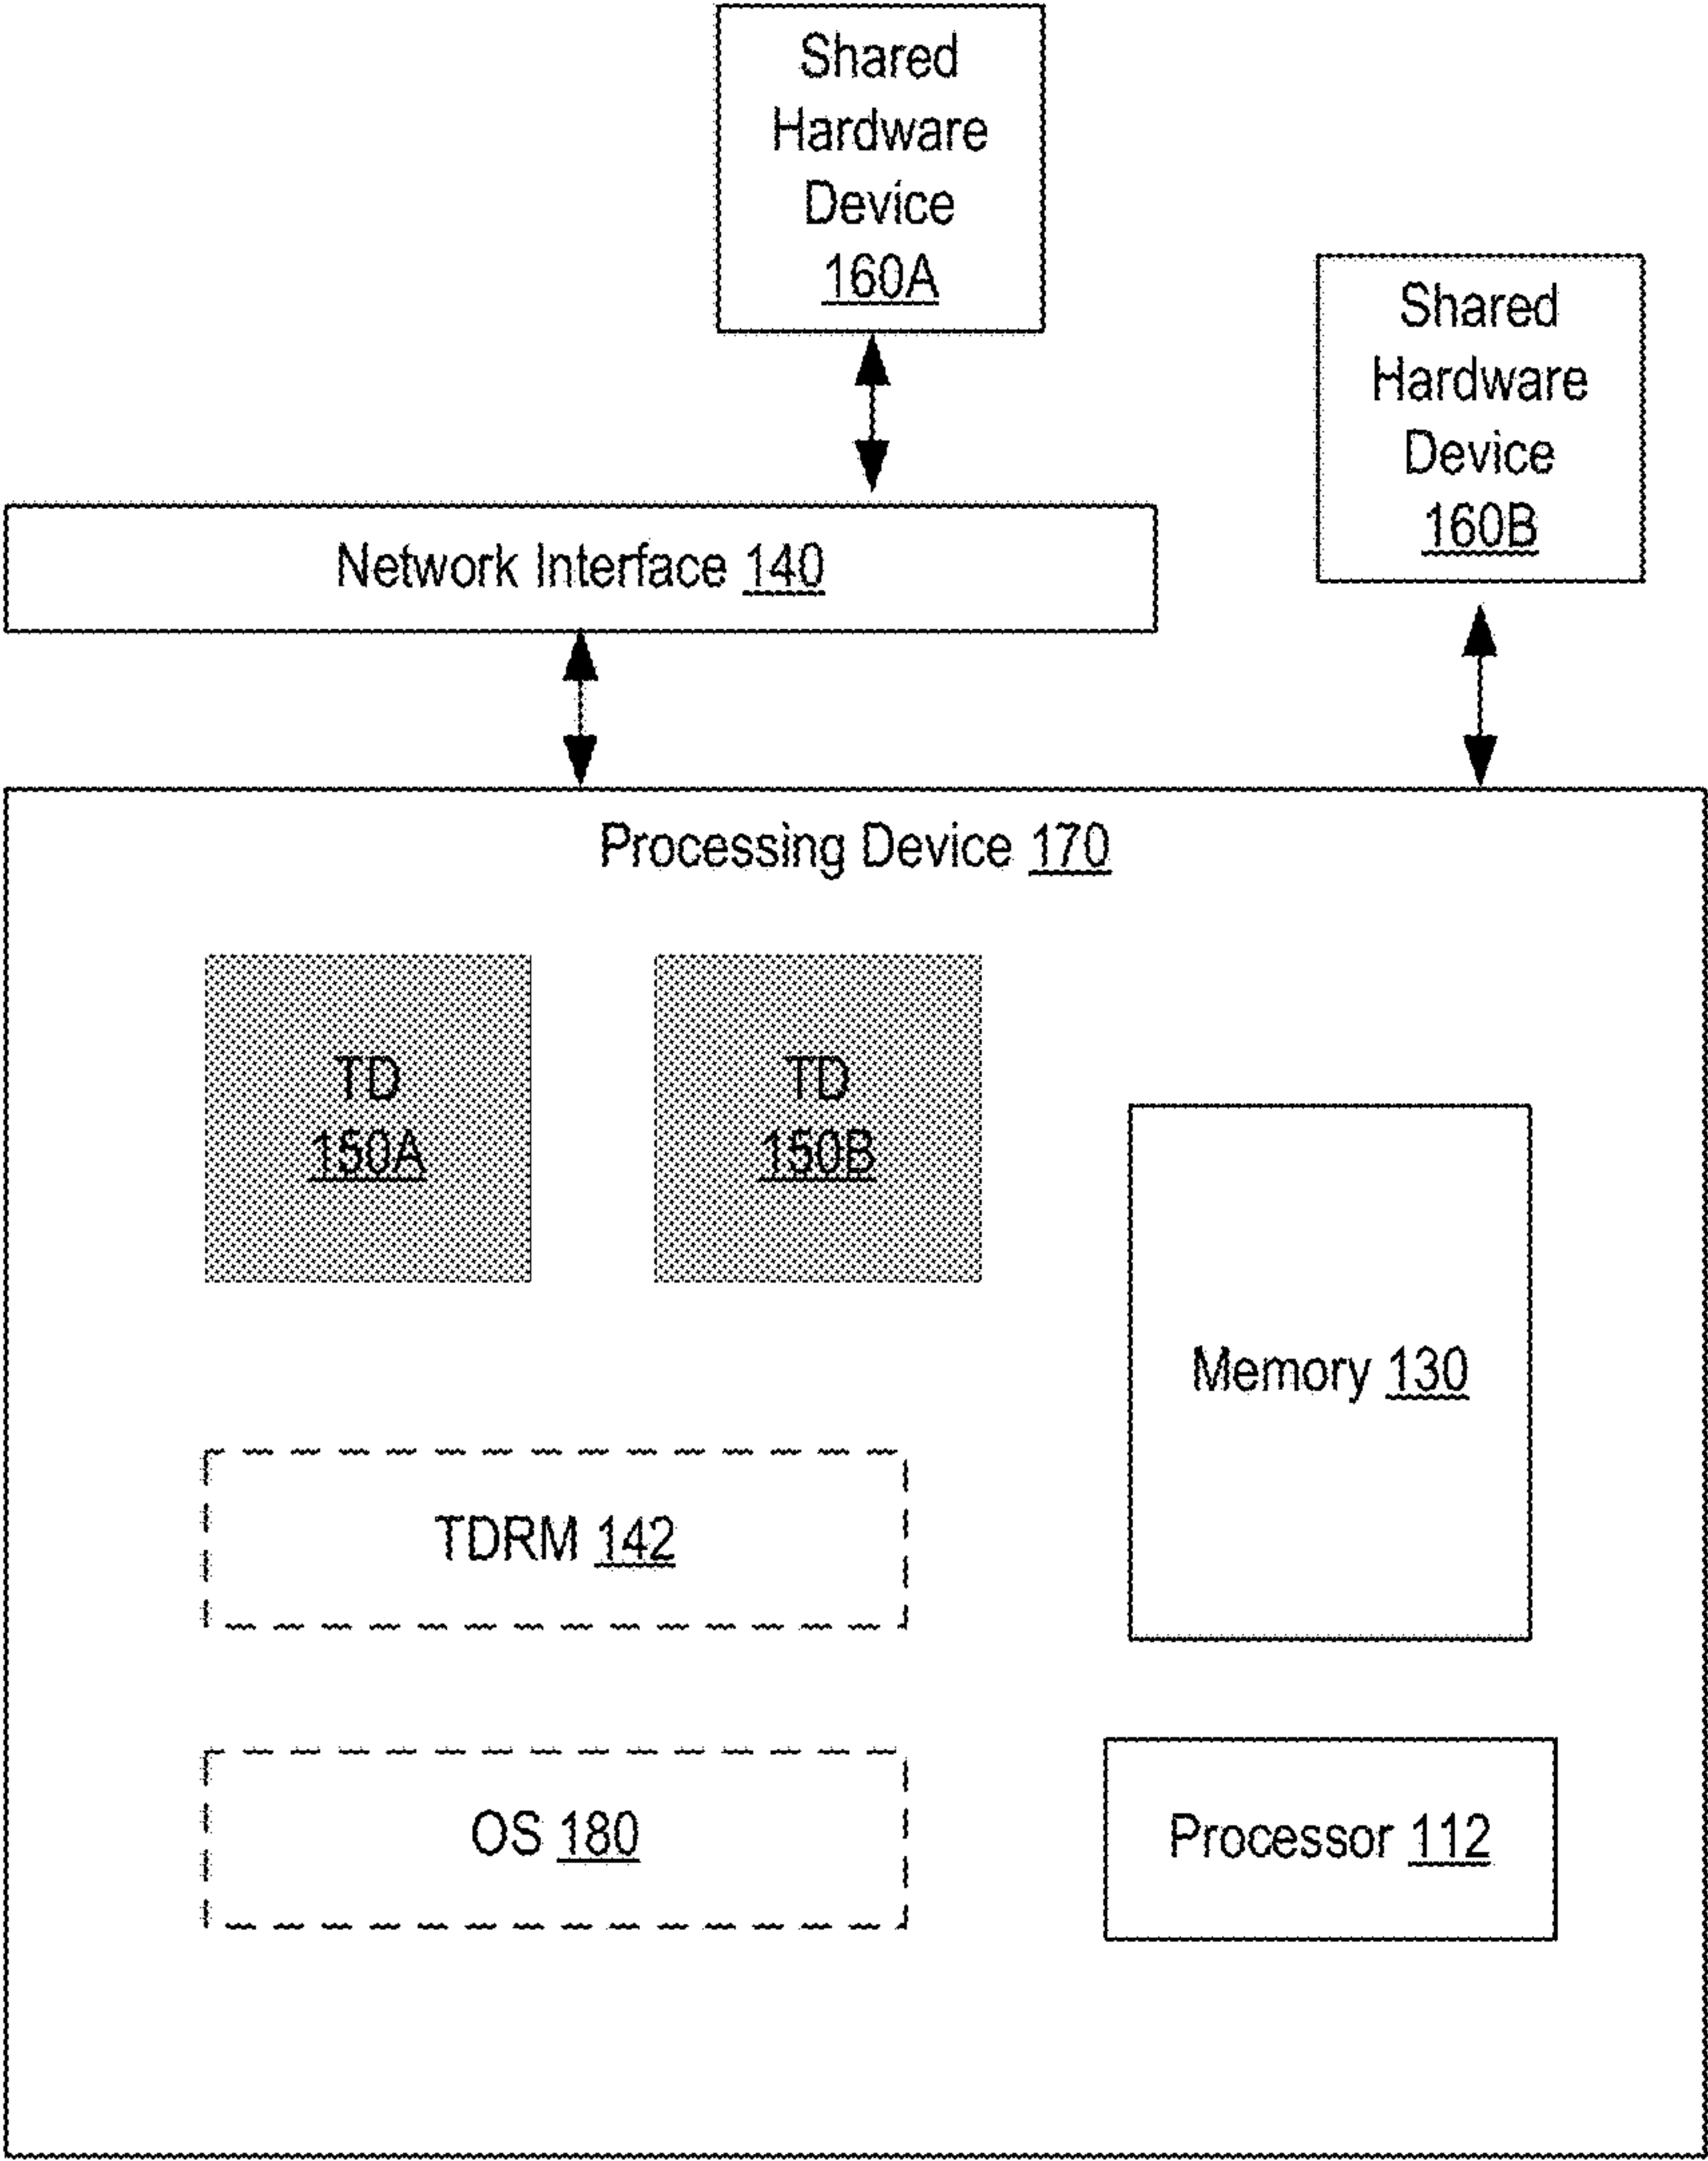 Shared
Hardware
Device
160A
Shared
Hardware
Device
160B
Network Interface 140
Processing Device 170
TD
150A
TD
150B
Memory 130
TDRM 142
OS 180
Processor 112